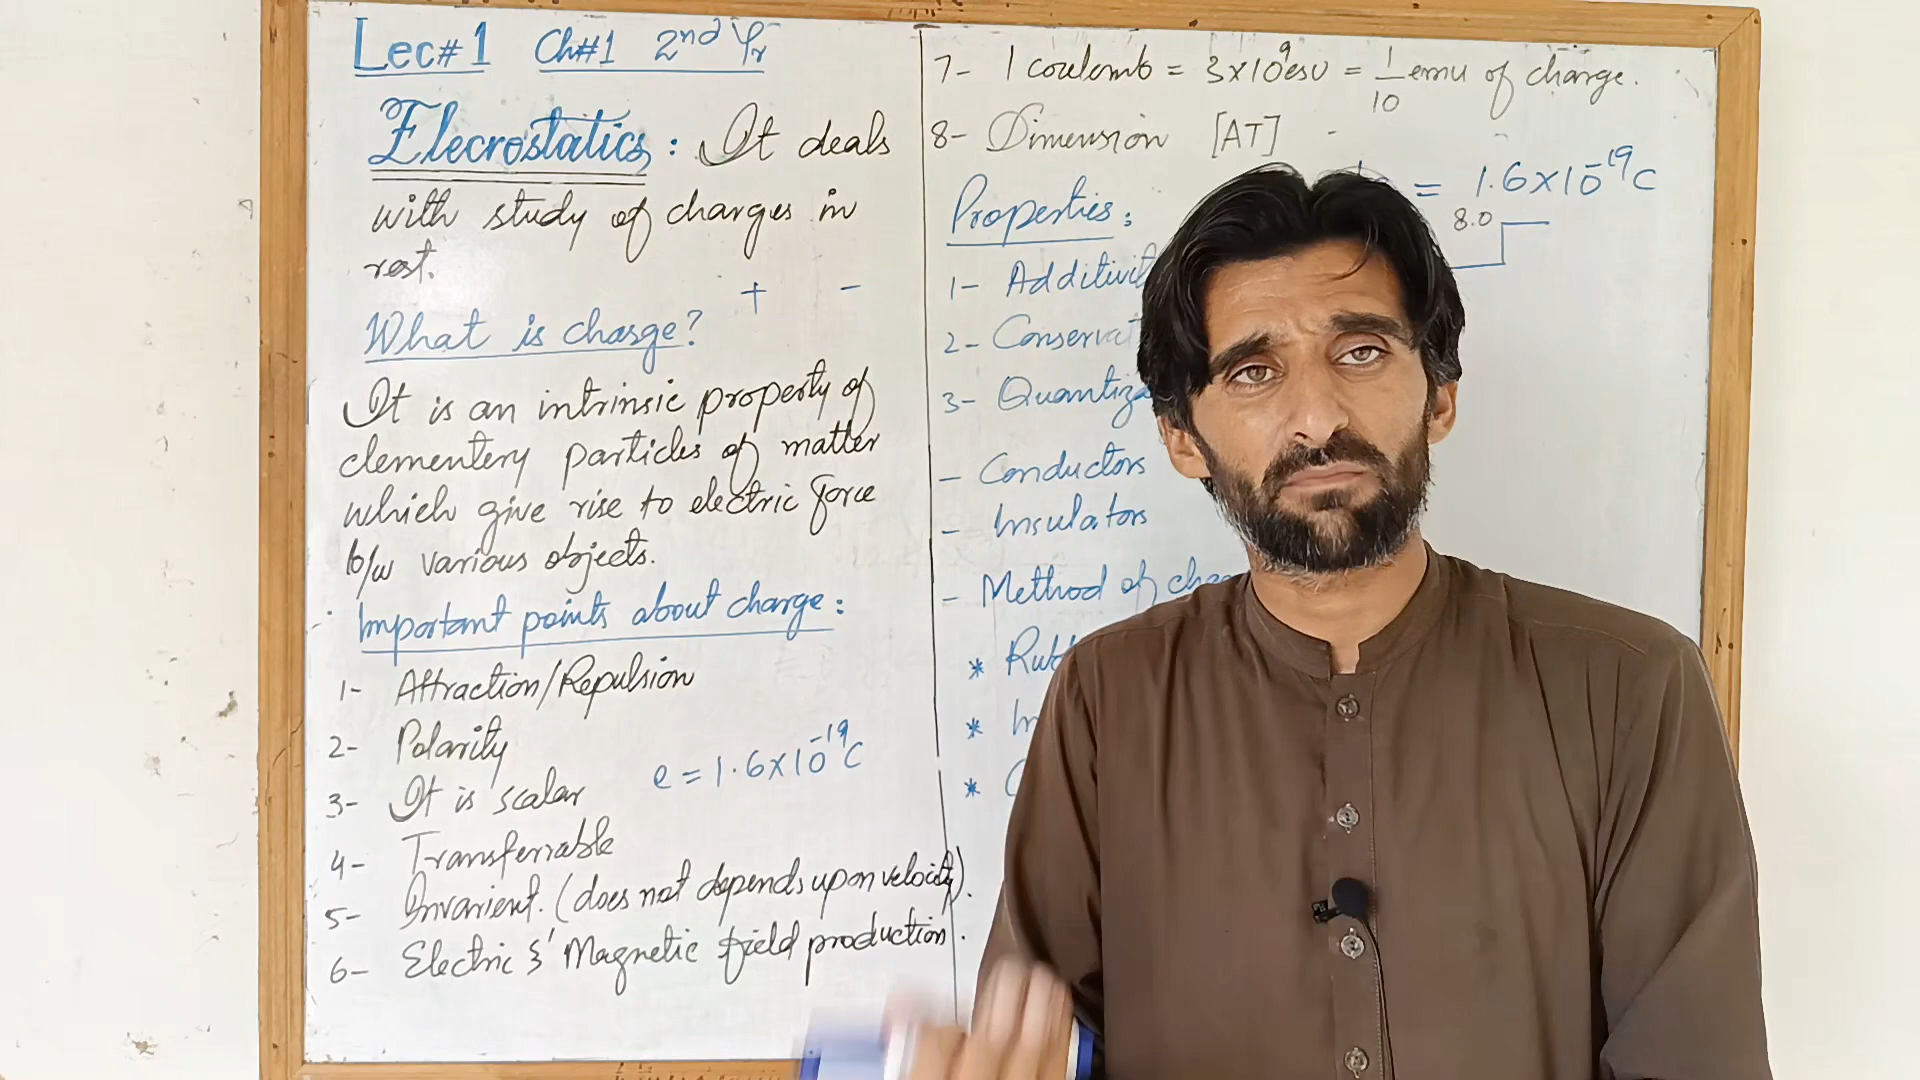 Lec#1 Ch#1 2nd Yr
Elecrostatics: It deals
with study of charges in
rest.
+ -
What is charge?
It is an intrinsic property of
elementery particles of matter
which give rise to electric force
b/w various objects.
Important points about charge:
1- Attraction/Repulsion
2- Polarity
e = 1.6x10^-19 C
3- It is scalar
4- Transferrable
5- Invarient. (does not depends upon velocity).
6- Electric & Magnetic field production.
7- 1 coulomb = 3x10^9 esu = 1/10 emu of charge.
8- Dimension [AT]
= 1.6x10^-19 C
Properties:
8.0
1- Additivit
2- Conservat
3- Quantiza
- Conductors
- Insulators
- Method of cha
* Rub
* In
* C